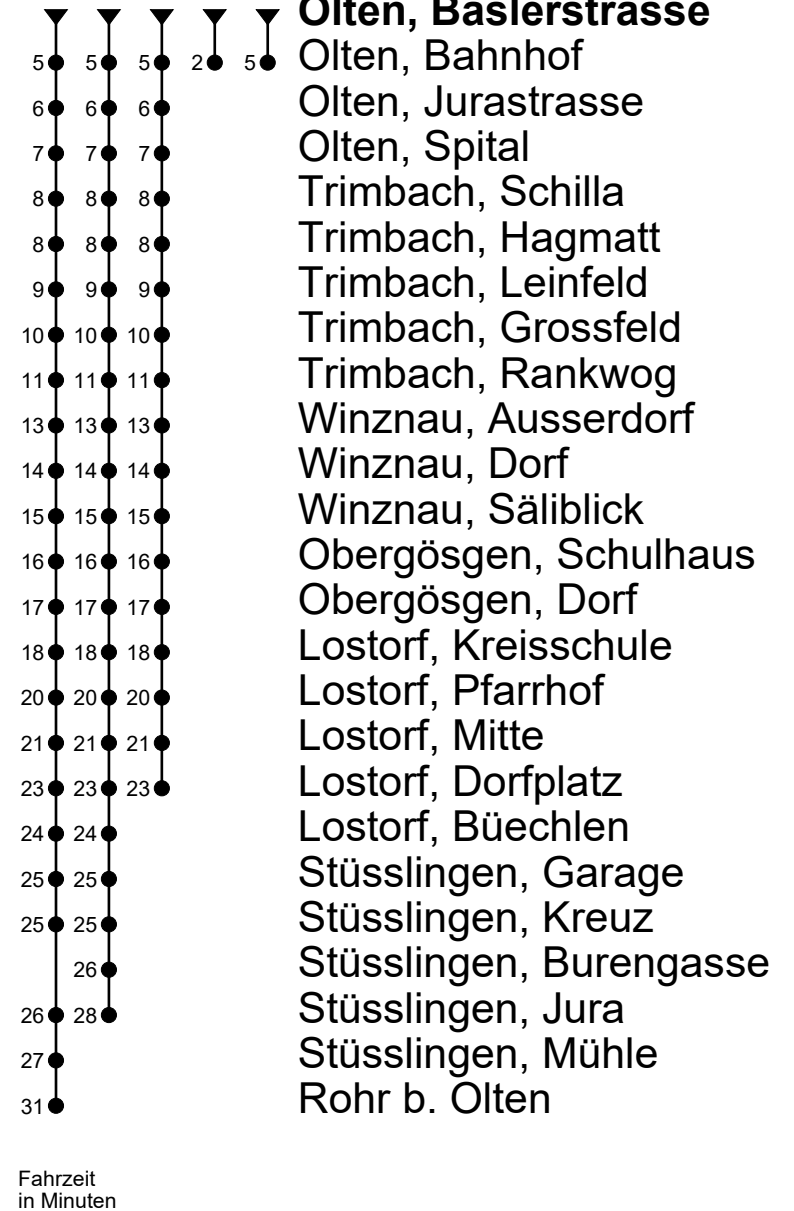 Olten, Baslerstrasse
5 5 5 2 5 Olten, Bahnhof
6 6 6 Olten, Jurastrasse
7 7 7 Olten, Spital
8 8 8 Trimbach, Schilla
8 8 8 Trimbach, Hagmatt
9 9 9 Trimbach, Leinfeld
10 10 10 Trimbach, Grossfeld
11 11 11 Trimbach, Rankwog
13 13 13 Winznau, Ausserdorf
14 14 14 Winznau, Dorf
15 15 15 Winznau, Säliblick
16 16 16 Obergösgen, Schulhaus
17 17 17 Obergösgen, Dorf
18 18 18 Lostorf, Kreisschule
20 20 20 Lostorf, Pfarrhof
21 21 21 Lostorf, Mitte
23 23 23 Lostorf, Dorfplatz
24 24 Lostorf, Büechlen
25 25 Stüsslingen, Garage
25 25 Stüsslingen, Kreuz
26 Stüsslingen, Burengasse
26 28 Stüsslingen, Jura
27 Stüsslingen, Mühle
31 Rohr b. Olten
Fahrzeit
in Minuten